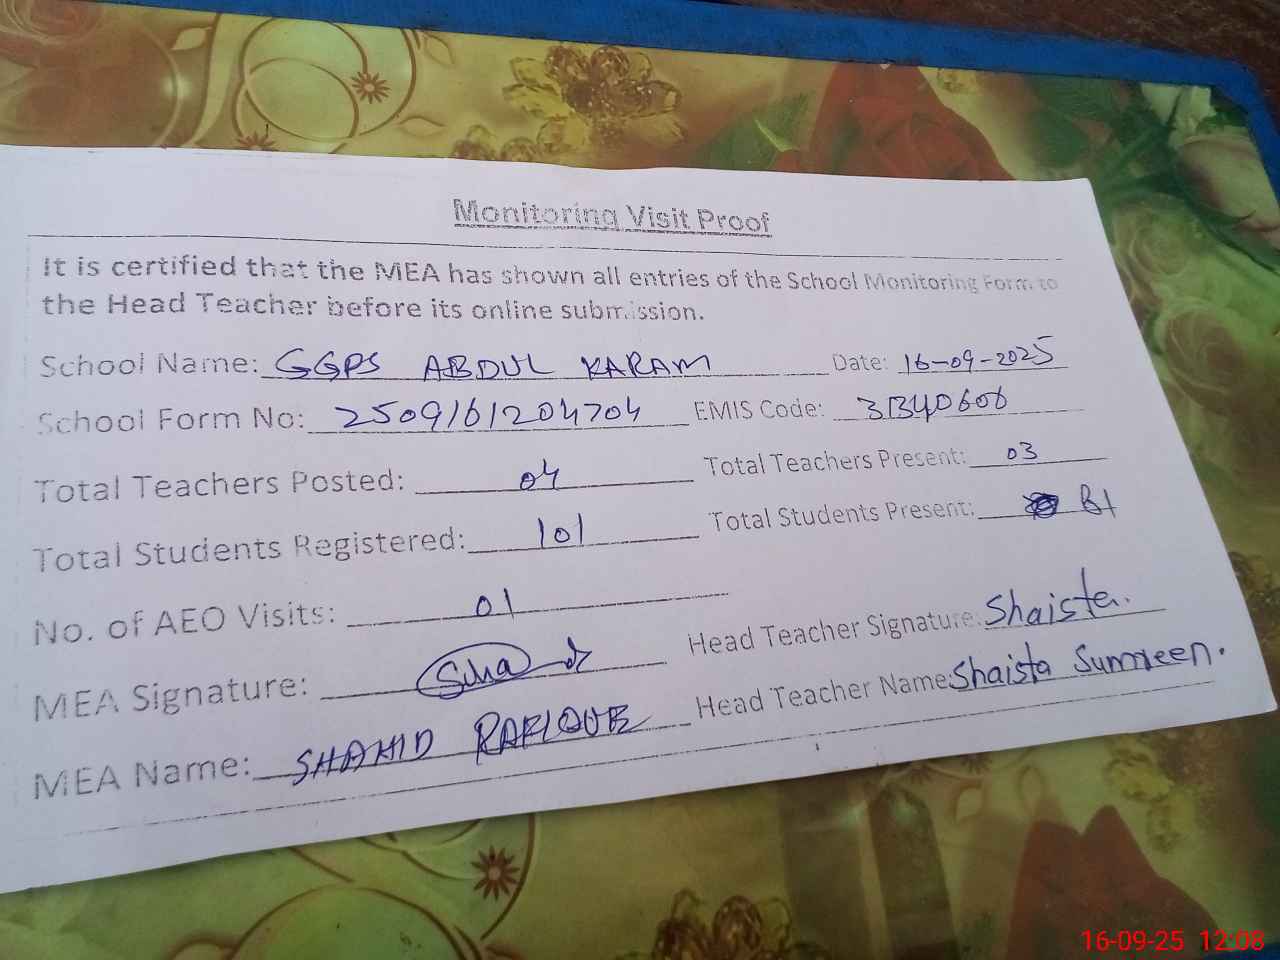 Monitoring Visit Proof
It is certified that the MEA has shown all entries of the School Monitoring Form to
the Head Teacher before its online submission.
School Name: GGPS ABDUL KARAM Date: 16-09-2025
School Form No: 2509161204704 EMIS Code: 31340606
Total Teachers Posted: 04 Total Teachers Present: 03
Total Students Registered: 101 Total Students Present:
No. of AEO Visits: 01
MEA Signature: Head Teacher Signature: Shaista.
MEA Name: SHAHID RAFIQUE Head Teacher Name: Shaista Sumreen.
16-09-25 12:08